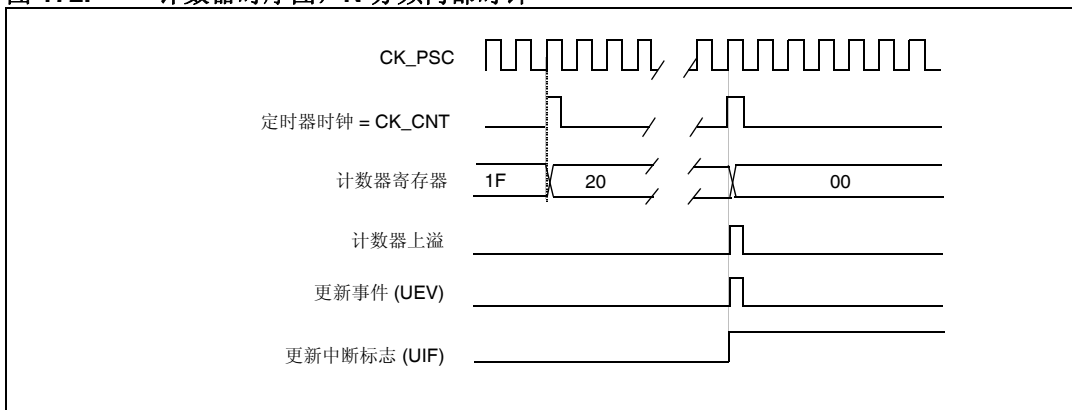 CK_PSC
定时器时钟 = CK_CNT
计数器寄存器 1F 20 00
计数器上溢
更新事件 (UEV)
更新中断标志 (UIF)